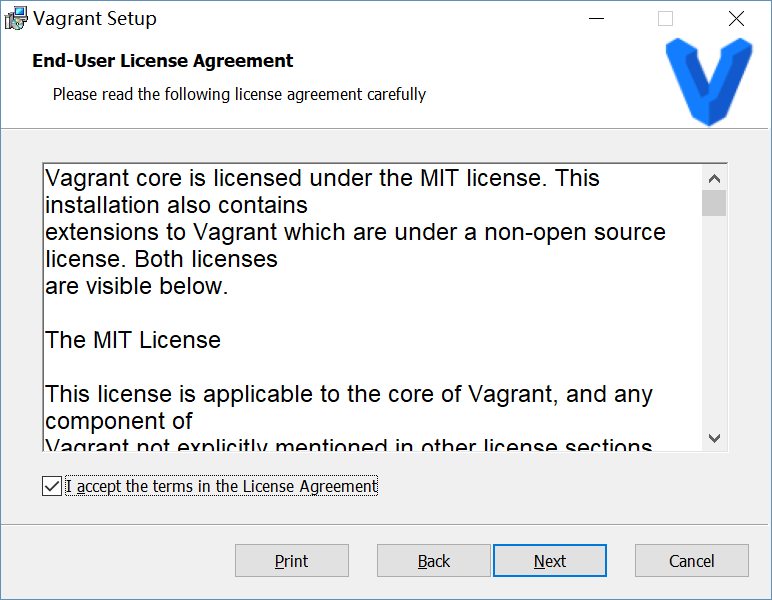 Vagrant Setup
End-User License Agreement
Please read the following license agreement carefully
Vagrant core is licensed under the MIT license. This
installation also contains
extensions to Vagrant which are under a non-open source
license. Both licenses
are visible below.
The MIT License
This license is applicable to the core of Vagrant, and any
component of
Vagrant not explicitly mentioned in other license sections
I accept the terms in the License Agreement
Print
Back
Next
Cancel